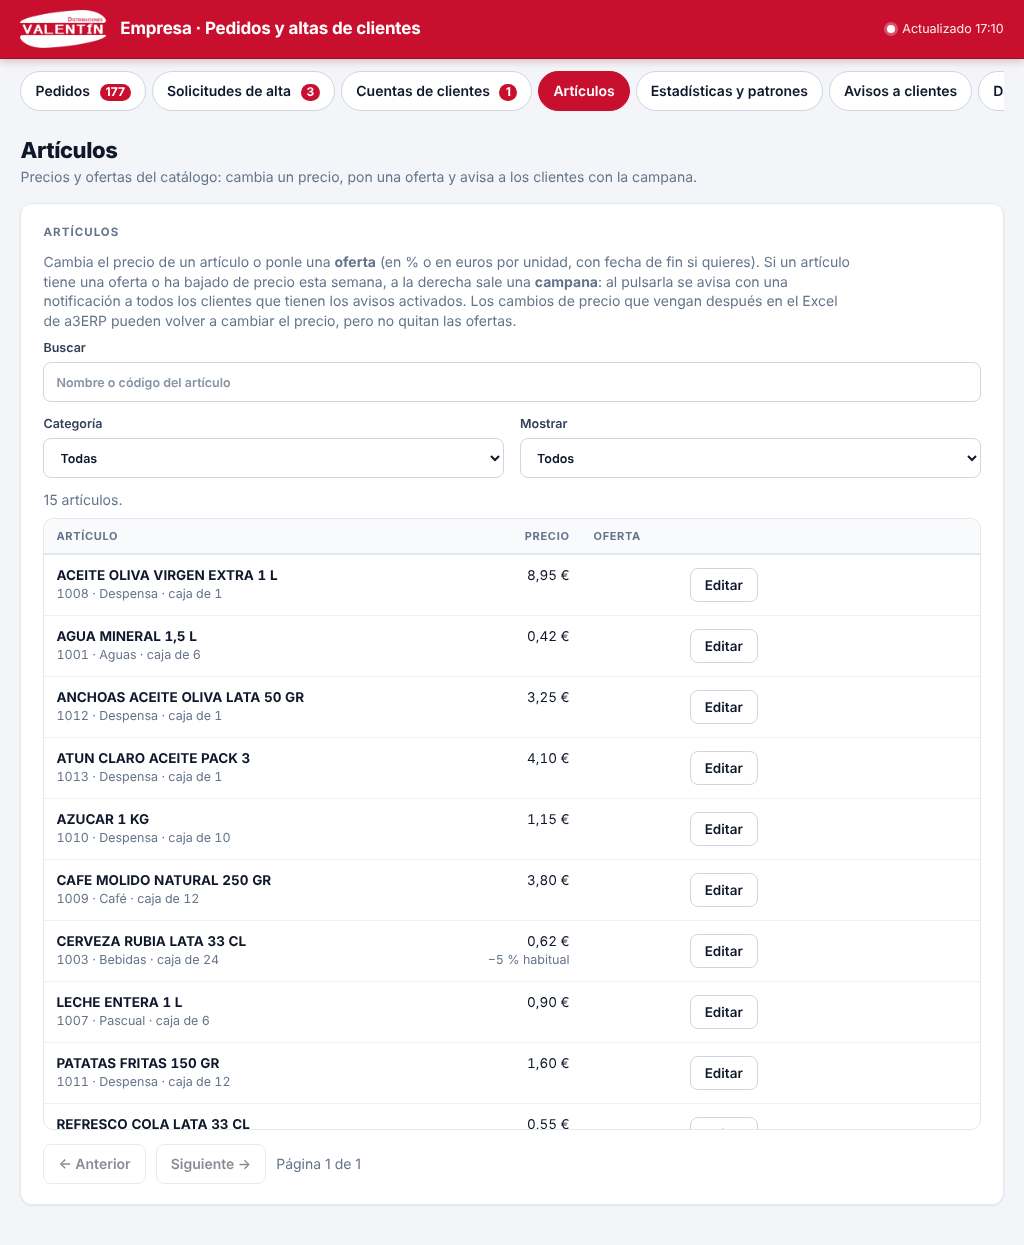 DISTRIBUCIONES
VALENTÍN
Empresa · Pedidos y altas de clientes
Actualizado 17:10
Pedidos 177
Solicitudes de alta 3
Cuentas de clientes 1
Artículos
Estadísticas y patrones
Avisos a clientes
D
Artículos
Precios y ofertas del catálogo: cambia un precio, pon una oferta y avisa a los clientes con la campana.
ARTÍCULOS
Cambia el precio de un artículo o ponle una oferta (en % o en euros por unidad, con fecha de fin si quieres). Si un artículo
tiene una oferta o ha bajado de precio esta semana, a la derecha sale una campana: al pulsarla se avisa con una
notificación a todos los clientes que tienen los avisos activados. Los cambios de precio que vengan después en el Excel
de a3ERP pueden volver a cambiar el precio, pero no quitan las ofertas.
Buscar
Nombre o código del artículo
Categoría
Mostrar
Todas
Todos
15 artículos.
ARTÍCULO PRECIO OFERTA
ACEITE OLIVA VIRGEN EXTRA 1 L 8,95 € Editar
1008 · Despensa · caja de 1
AGUA MINERAL 1,5 L 0,42 € Editar
1001 · Aguas · caja de 6
ANCHOAS ACEITE OLIVA LATA 50 GR 3,25 € Editar
1012 · Despensa · caja de 1
ATUN CLARO ACEITE PACK 3 4,10 € Editar
1013 · Despensa · caja de 1
AZUCAR 1 KG 1,15 € Editar
1010 · Despensa · caja de 10
CAFE MOLIDO NATURAL 250 GR 3,80 € Editar
1009 · Café · caja de 12
CERVEZA RUBIA LATA 33 CL 0,62 € Editar
1003 · Bebidas · caja de 24 −5 % habitual
LECHE ENTERA 1 L 0,90 € Editar
1007 · Pascual · caja de 6
PATATAS FRITAS 150 GR 1,60 € Editar
1011 · Despensa · caja de 12
REFRESCO COLA LATA 33 CL 0,55 €
← Anterior
Siguiente →
Página 1 de 1